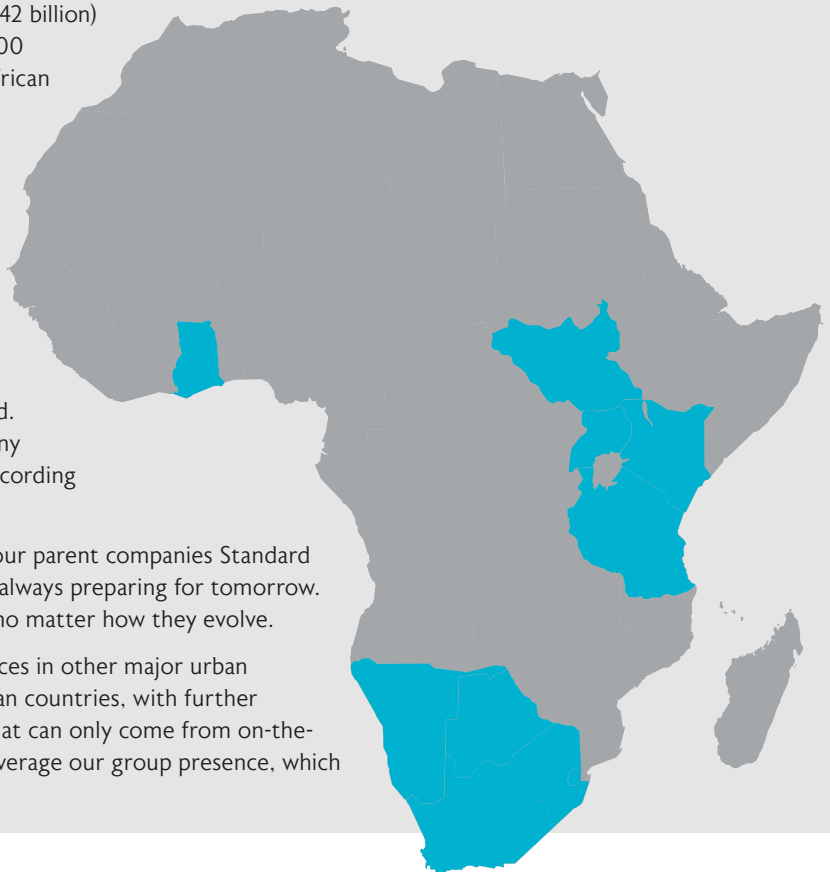 42 billion)
00
rican
d.
ny
cording
our parent companies Standard
always preparing for tomorrow.
no matter how they evolve.
ces in other major urban
an countries, with further
at can only come from on-the-
verage our group presence, which